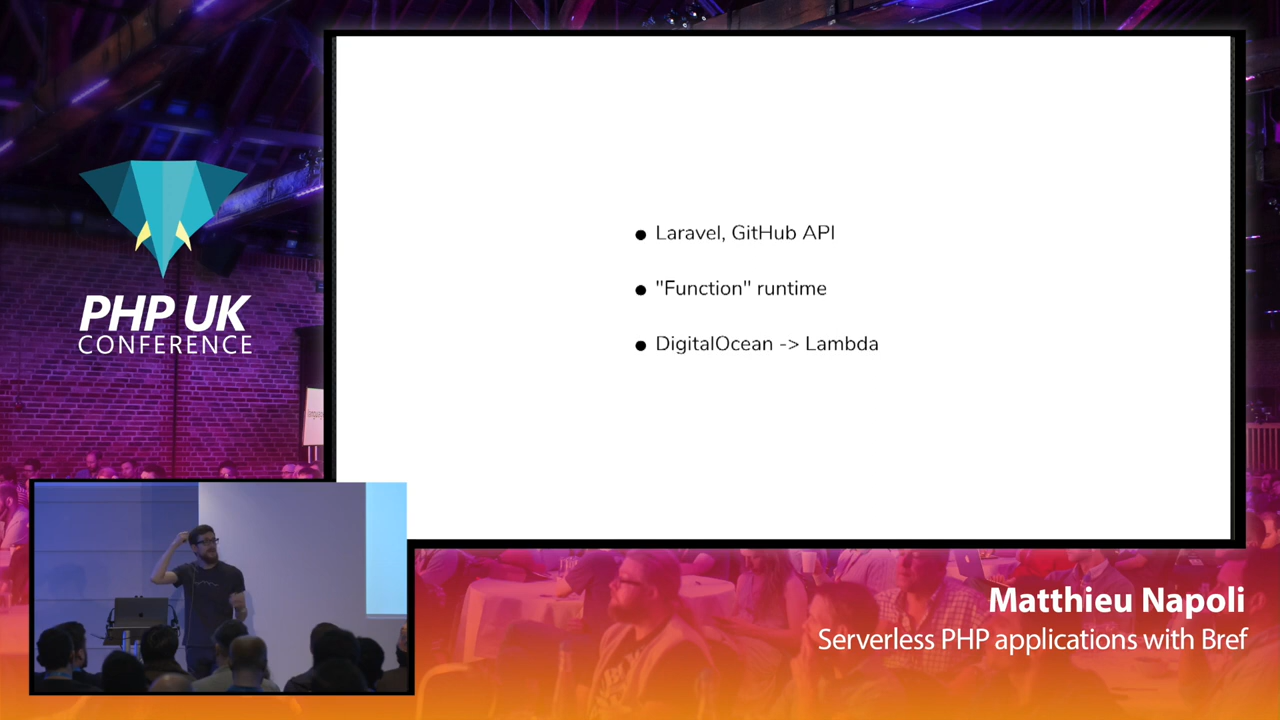 PHP UK
CONFERENCE
Laravel, GitHub API
"Function" runtime
DigitalOcean -> Lambda
Matthieu Napoli
Serverless PHP applications with Bref